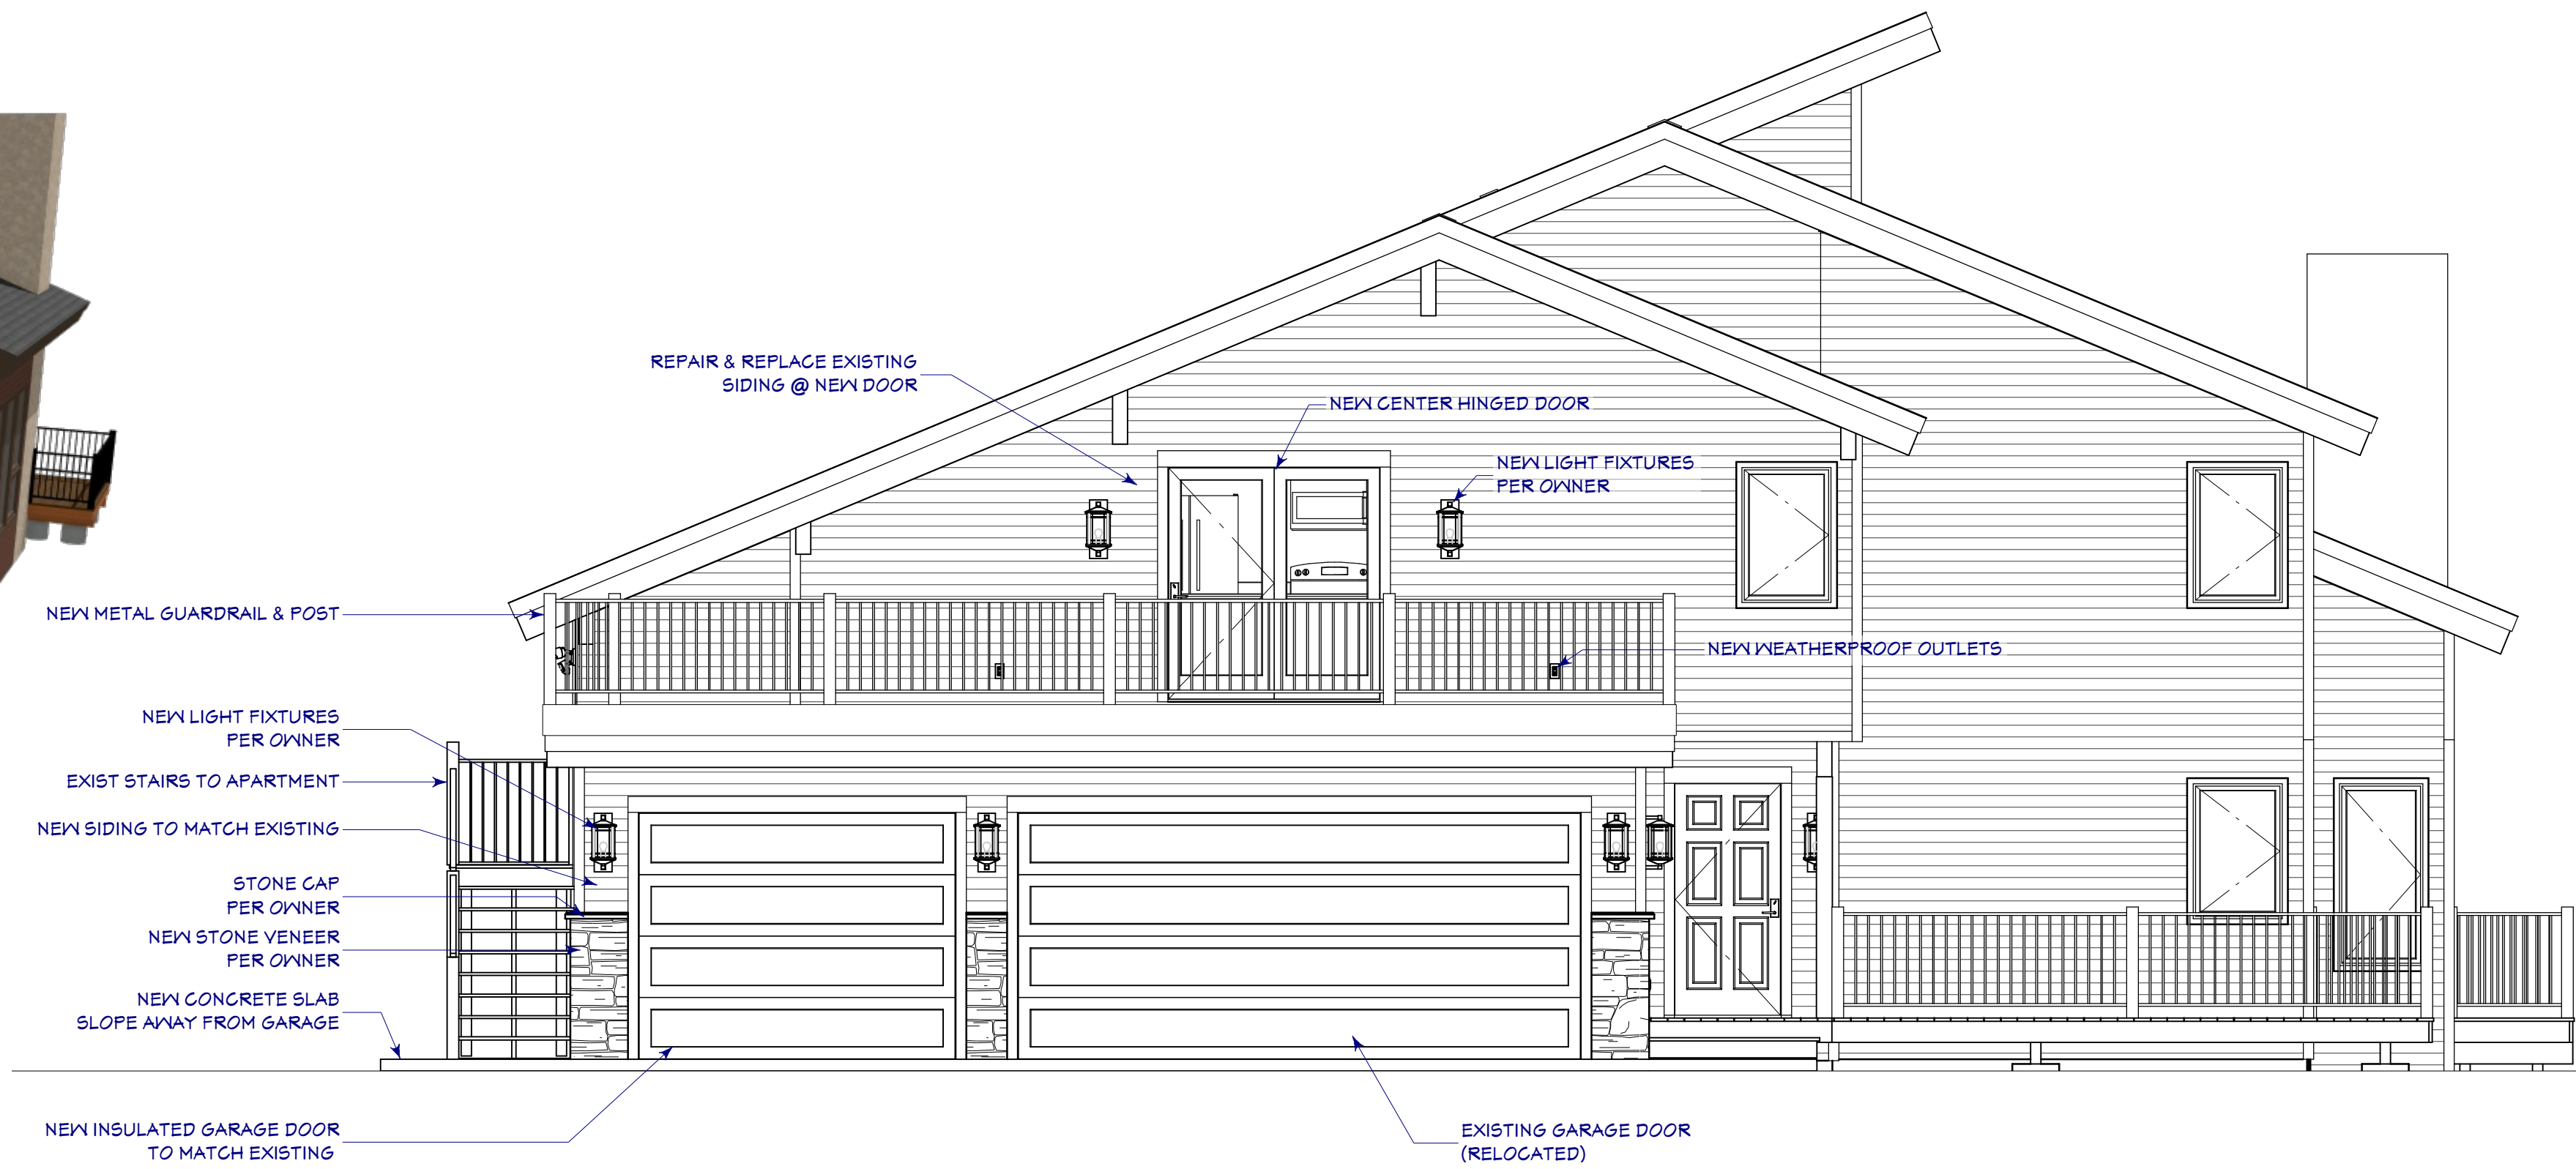 REPAIR & REPLACE EXISTING
SIDING @ NEW DOOR
NEW CENTER HINGED DOOR
NEW LIGHT FIXTURES
PER OWNER
NEW METAL GUARDRAIL & POST
NEW WEATHERPROOF OUTLETS
NEW LIGHT FIXTURES
PER OWNER
EXIST STAIRS TO APARTMENT
NEW SIDING TO MATCH EXISTING
STONE CAP
PER OWNER
NEW STONE VENEER
PER OWNER
NEW CONCRETE SLAB
SLOPE AWAY FROM GARAGE
NEW INSULATED GARAGE DOOR
TO MATCH EXISTING
EXISTING GARAGE DOOR
(RELOCATED)